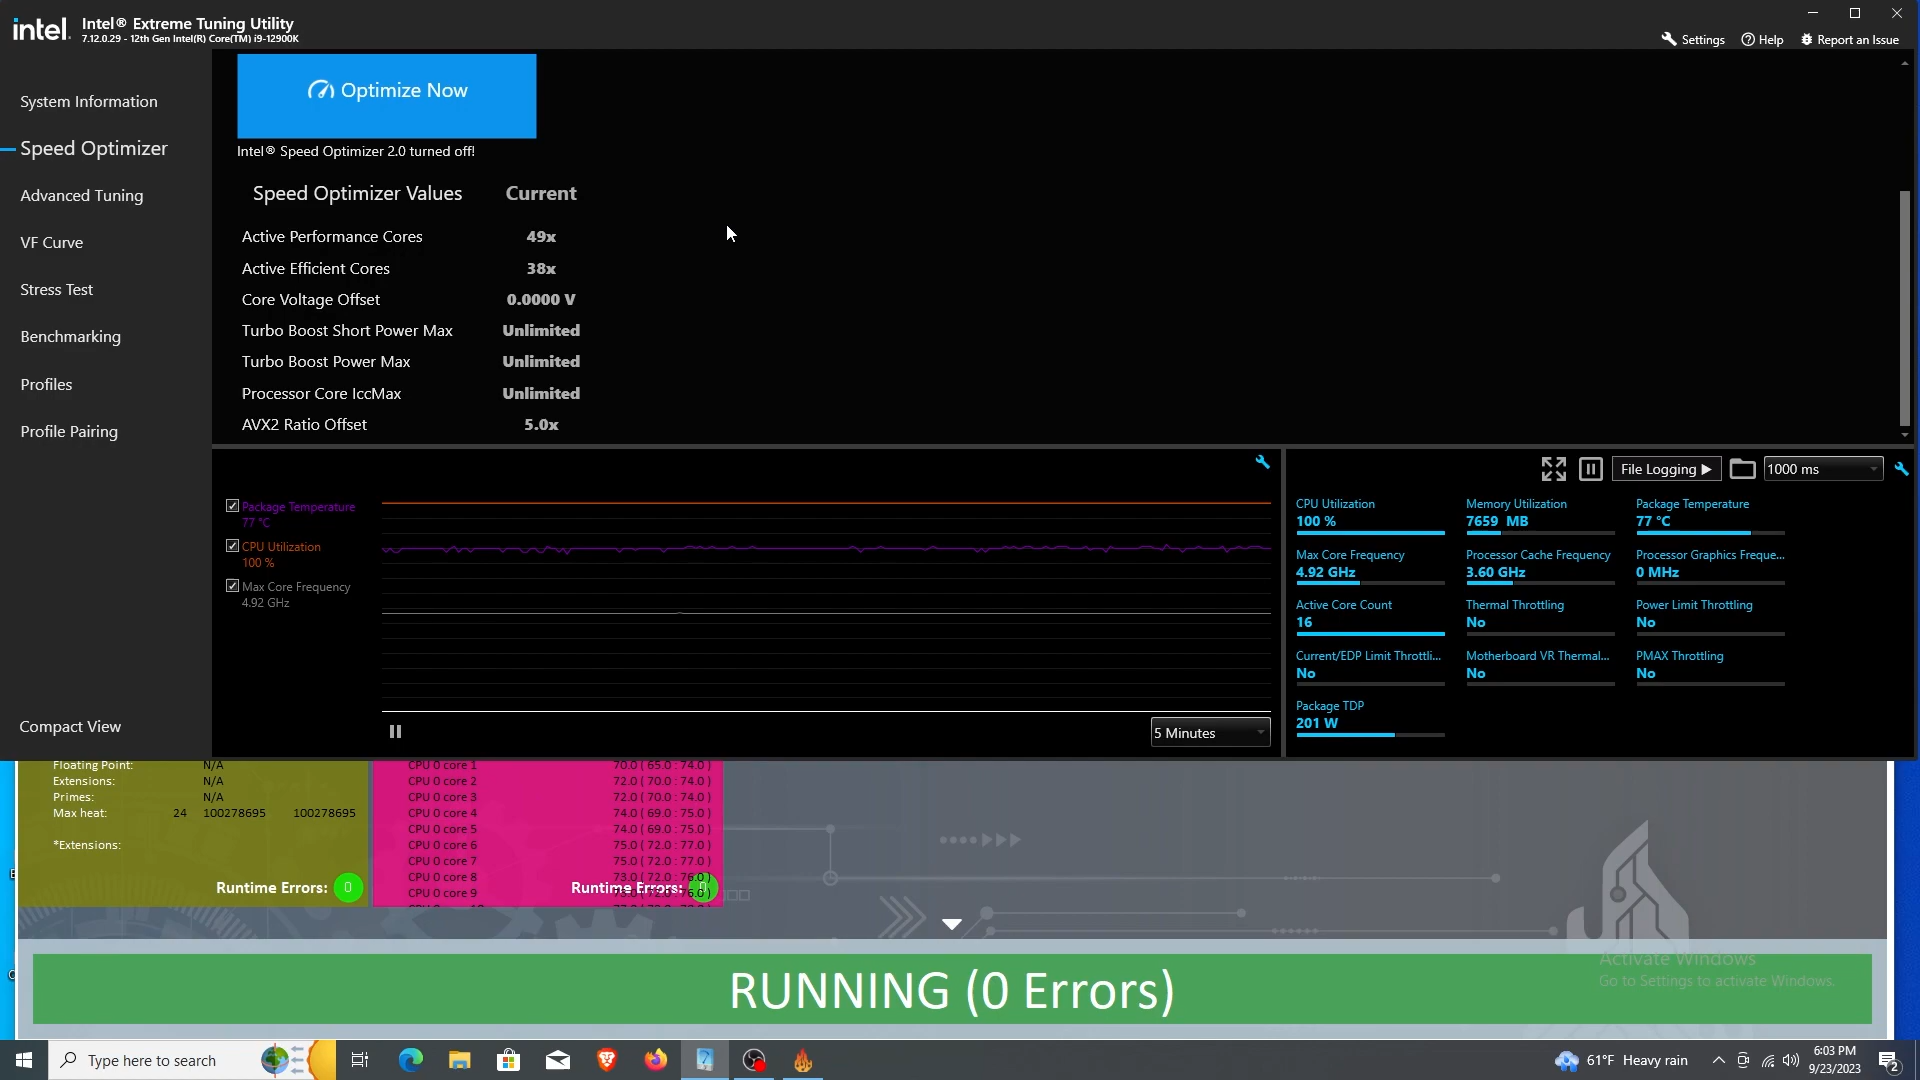 intel.
Intel® Extreme Tuning Utility
7.12.0.29 - 12th Gen Intel(R) Core(TM) i9-12900K
Settings
Help
Report an Issue
System Information
Speed Optimizer
Advanced Tuning
VF Curve
Stress Test
Benchmarking
Profiles
Profile Pairing
Compact View
Optimize Now
Intel® Speed Optimizer 2.0 turned off!
Speed Optimizer Values Current
Active Performance Cores 49x
Active Efficient Cores 38x
Core Voltage Offset 0.0000 V
Turbo Boost Short Power Max Unlimited
Turbo Boost Power Max Unlimited
Processor Core IccMax Unlimited
AVX2 Ratio Offset 5.0x
Package Temperature
77 °C
CPU Utilization
100 %
Max Core Frequency
4.92 GHz
5 Minutes
File Logging
1000 ms
CPU Utilization Memory Utilization Package Temperature
100 % 7659 MB 77 °C
Max Core Frequency Processor Cache Frequency Processor Graphics Freque...
4.92 GHz 3.60 GHz 0 MHz
Active Core Count Thermal Throttling Power Limit Throttling
16 No No
Current/EDP Limit Throttli... Motherboard VR Thermal... PMAX Throttling
No No No
Package TDP
201 W
Floating Point: N/A
Extensions: N/A
Primes: N/A
Max heat: 24 100278695 100278695
*Extensions:
Runtime Errors: 0
CPU 0 core 1 70.0 ( 65.0 : 74.0 )
CPU 0 core 2 72.0 ( 70.0 : 74.0 )
CPU 0 core 3 72.0 ( 70.0 : 74.0 )
CPU 0 core 4 74.0 ( 69.0 : 75.0 )
CPU 0 core 5 74.0 ( 69.0 : 75.0 )
CPU 0 core 6 75.0 ( 72.0 : 77.0 )
CPU 0 core 7 75.0 ( 72.0 : 77.0 )
CPU 0 core 8 73.0 ( 72.0 : 76.0 )
CPU 0 core 9
Runtime Errors:
RUNNING (0 Errors)
Activate Windows
Go to Settings to activate Windows.
Type here to search
61°F Heavy rain
6:03 PM
9/23/2023
2